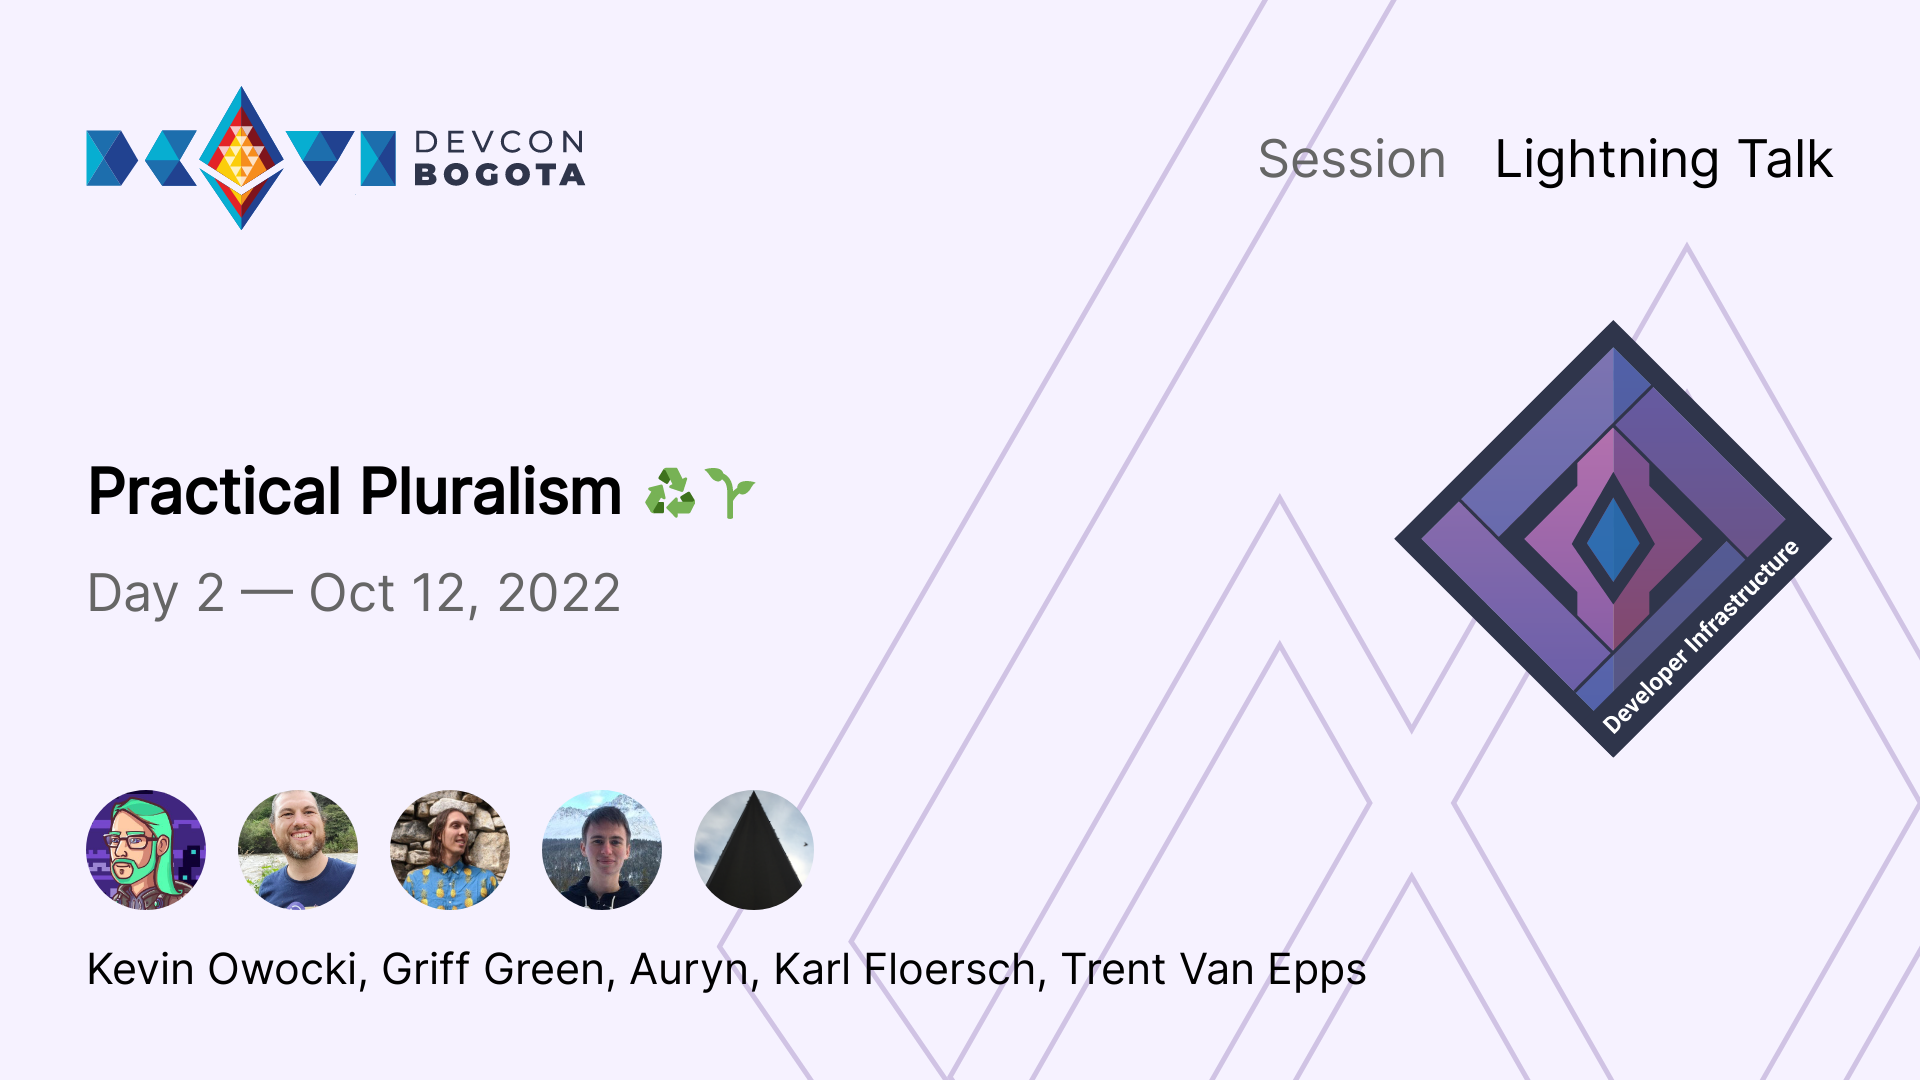 DEVCON
BOGOTA
Session Lightning Talk
Practical Pluralism ♻️🌱
Day 2 — Oct 12, 2022
Developer Infrastructure
Kevin Owocki, Griff Green, Auryn, Karl Floersch, Trent Van Epps